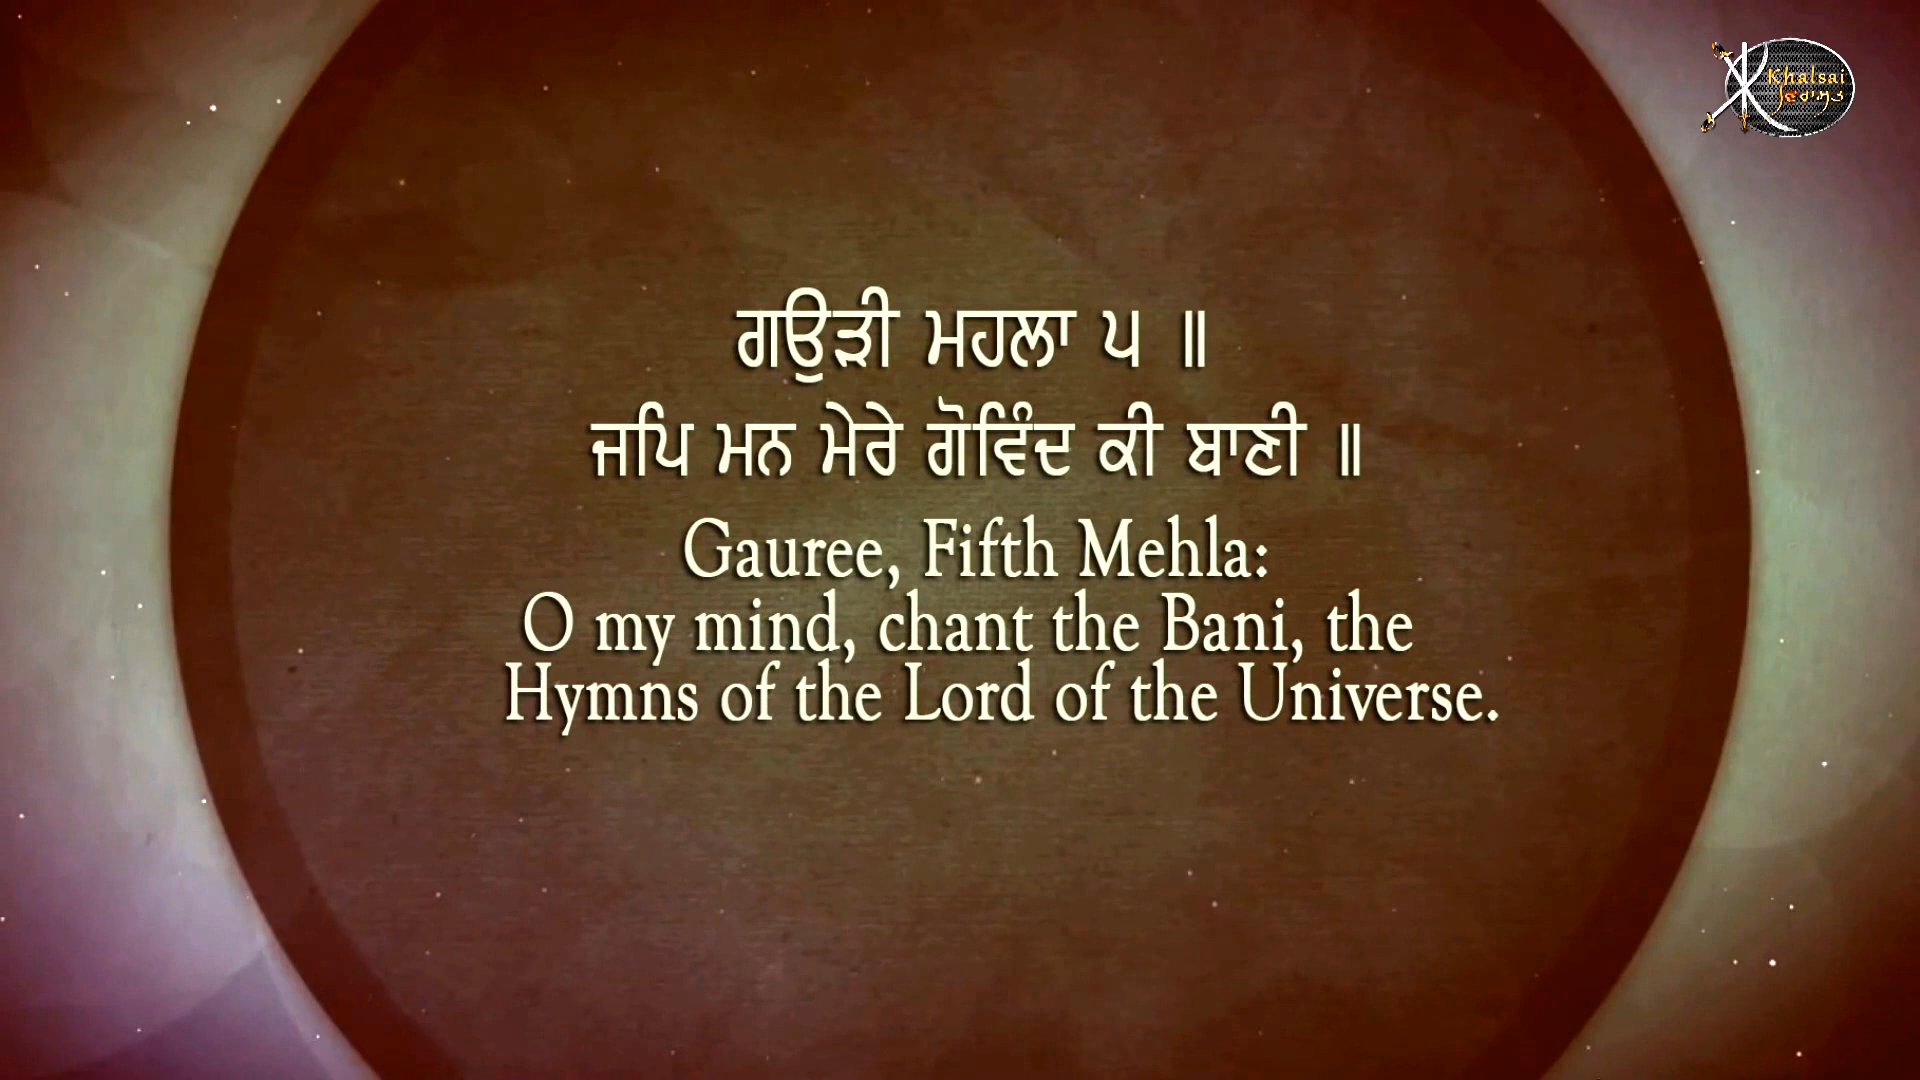 Khalsai
ਵਿਰਾਸਤ
ਗਉੜੀ ਮਹਲਾ ੫ ॥
ਜਪਿ ਮਨ ਮੇਰੇ ਗੋਵਿੰਦ ਕੀ ਬਾਣੀ ॥
Gauree, Fifth Mehla:
O my mind, chant the Bani, the
Hymns of the Lord of the Universe.